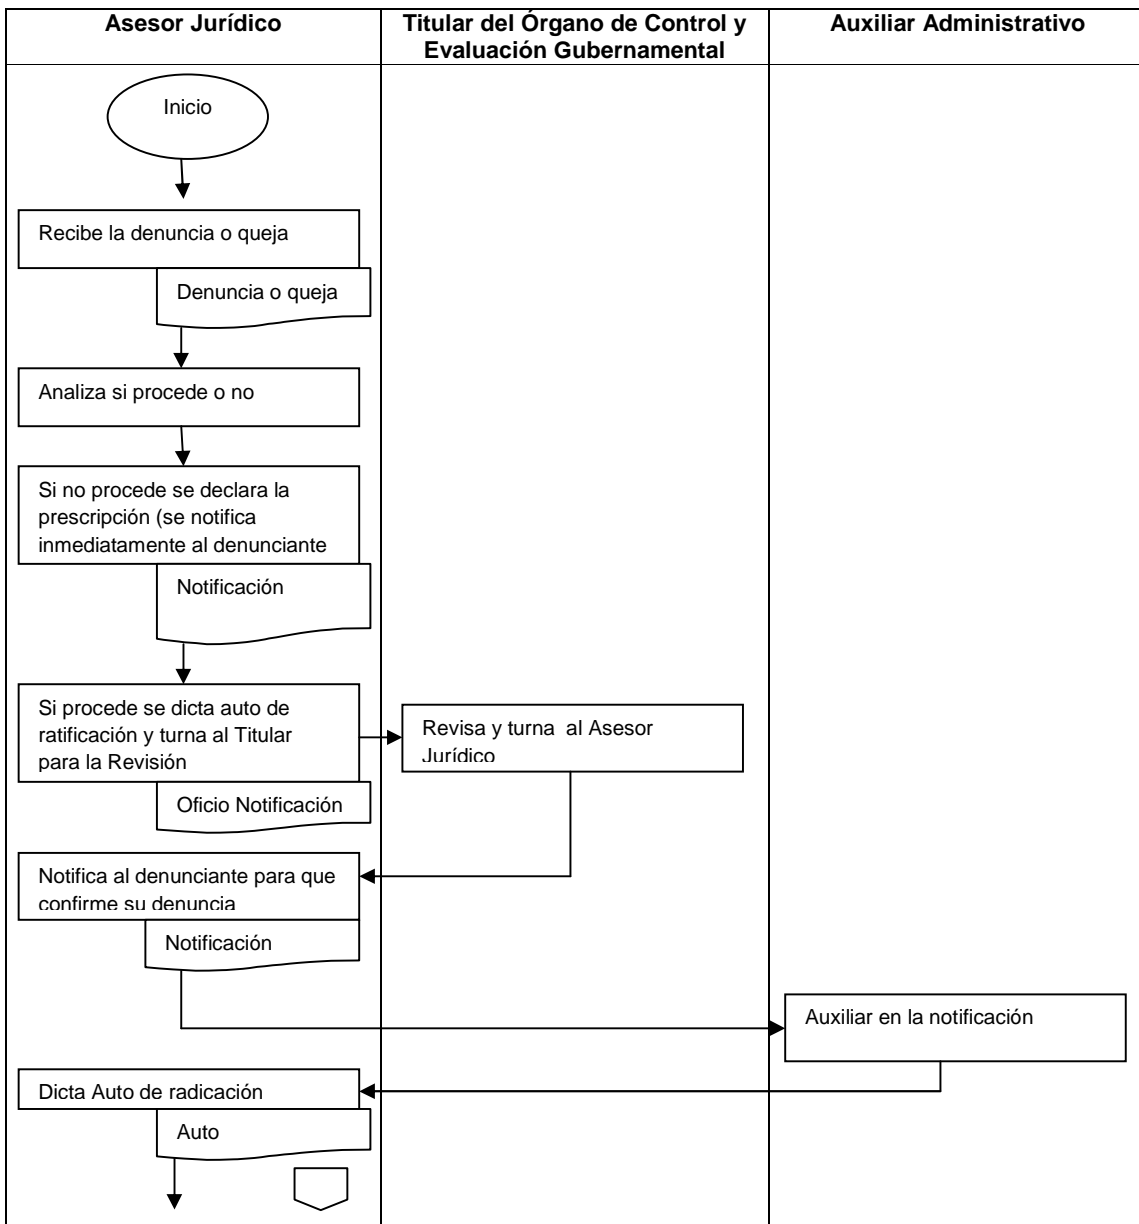 Asesor Jurídico
Titular del Órgano de Control y
Evaluación Gubernamental
Auxiliar Administrativo
Inicio
Recibe la denuncia o queja
Denuncia o queja
Analiza si procede o no
Si no procede se declara la
prescripción (se notifica
inmediatamente al denunciante
Notificación
Si procede se dicta auto de
ratificación y turna al Titular
para la Revisión
Oficio Notificación
Revisa y turna al Asesor
Jurídico
Notifica al denunciante para que
confirme su denuncia
Notificación
Auxiliar en la notificación
Dicta Auto de radicación
Auto